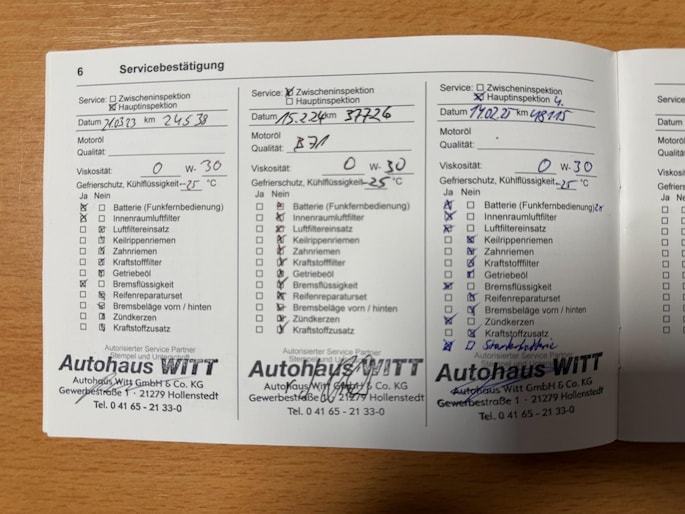 6 Servicebestätigung
Service: ☐ Zwischeninspektion
☒ Hauptinspektion
Datum 21.03.23 km 24538
Motoröl
Qualität:
Viskosität: 0 W- 30
Gefrierschutz, Kühlflüssigkeit -25 °C
Ja Nein
☒ ☐ Batterie (Funkfernbedienung)
☒ ☐ Innenraumluftfilter
☐ ☒ Luftfiltereinsatz
☐ ☒ Keilrippenriemen
☐ ☒ Zahnriemen
☐ ☒ Kraftstofffilter
☐ ☒ Getriebeöl
☒ ☐ Bremsflüssigkeit
☐ ☒ Reifenreparaturset
☐ ☒ Bremsbeläge vorn / hinten
☐ ☒ Zündkerzen
☐ ☒ Kraftstoffzusatz
Autorisierter Service Partner
Stempel und Unterschrift
Autohaus WITT
Autohaus Witt GmbH & Co. KG
Gewerbestraße 1 · 21279 Hollenstedt
Tel. 0 41 65 - 21 33-0
Service: ☒ Zwischeninspektion
☐ Hauptinspektion
Datum 15.2.24 km 37726
Motoröl
Qualität: B71
Viskosität: 0 W- 30
Gefrierschutz, Kühlflüssigkeit -25 °C
Ja Nein
☐ ☒ Batterie (Funkfernbedienung)
☐ ☒ Innenraumluftfilter
☐ ☒ Luftfiltereinsatz
☐ ☒ Keilrippenriemen
☐ ☒ Zahnriemen
☐ ☒ Kraftstofffilter
☐ ☒ Getriebeöl
☐ ☒ Bremsflüssigkeit
☐ ☒ Reifenreparaturset
☐ ☒ Bremsbeläge vorn / hinten
☐ ☒ Zündkerzen
☐ ☒ Kraftstoffzusatz
Autorisierter Service Partner
Stempel und Unterschrift
Autohaus WITT
Autohaus Witt GmbH & Co. KG
Gewerbestraße 1 · 21279 Hollenstedt
Tel. 0 41 65 - 21 33-0
Service: ☐ Zwischeninspektion
☒ Hauptinspektion 4.
Datum 14.02.25 km 48115
Motoröl
Qualität:
Viskosität: 0 W- 30
Gefrierschutz, Kühlflüssigkeit -25 °C
Ja Nein
☒ ☐ Batterie (Funkfernbedienung) 2x
☒ ☐ Innenraumluftfilter
☒ ☐ Luftfiltereinsatz
☐ ☒ Keilrippenriemen
☐ ☒ Zahnriemen
☐ ☒ Kraftstofffilter
☐ ☒ Getriebeöl
☒ ☐ Bremsflüssigkeit
☐ ☒ Reifenreparaturset
☐ ☒ Bremsbeläge vorn / hinten
☒ ☐ Zündkerzen
☐ ☒ Kraftstoffzusatz
☒ Starterbatterie
Autorisierter Service Partner
Autohaus WITT
Autohaus Witt GmbH & Co. KG
Gewerbestraße 1 · 21279 Hollenstedt
Tel. 0 41 65 - 21 33-0